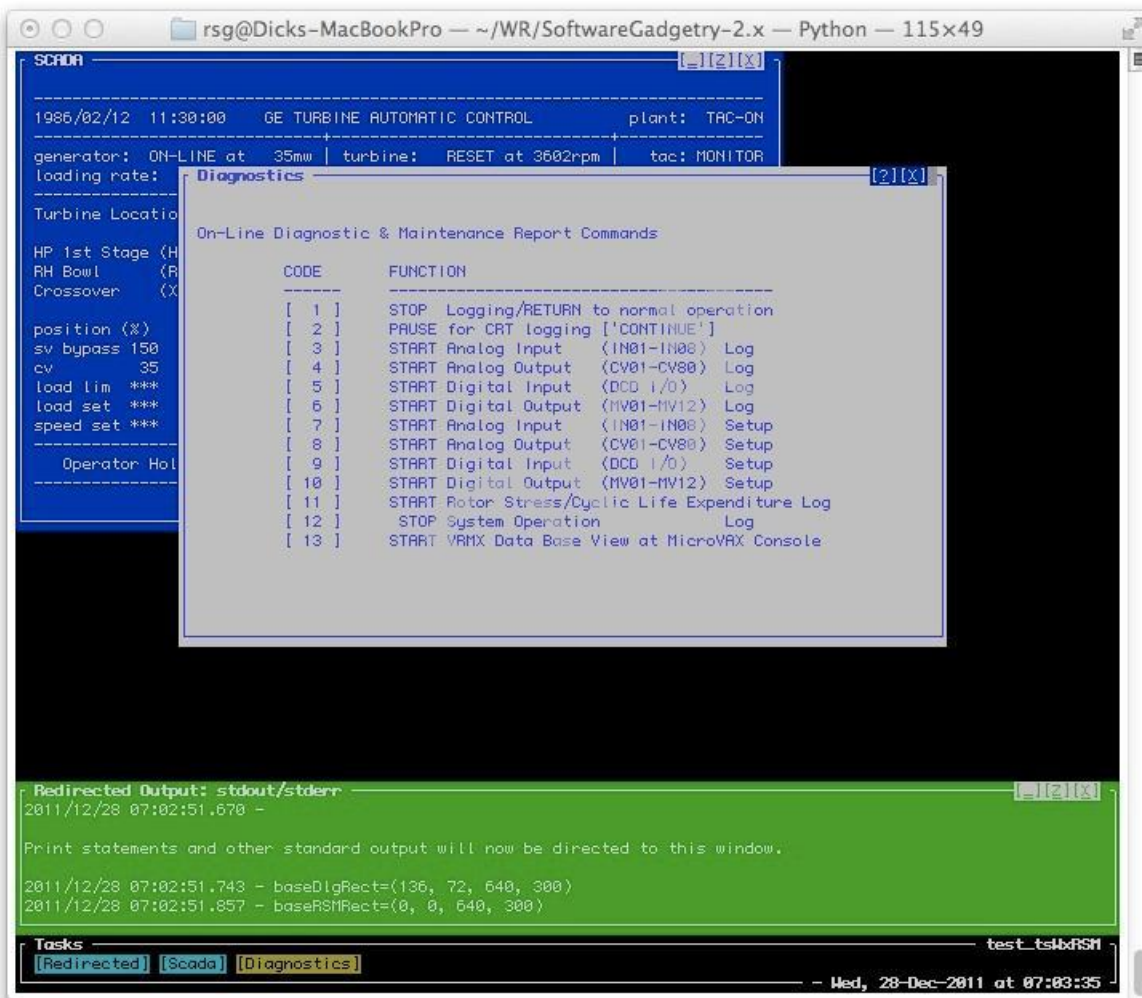 rsg@Dicks-MacBookPro — ~/WR/SoftwareGadgetry-2.x — Python — 115×49
SCADA [_][Z][X]
1986/02/12 11:30:00 GE TURBINE AUTOMATIC CONTROL plant: TAC-ON
generator: ON-LINE at 35mw | turbine: RESET at 3602rpm | tac: MONITOR
loading rate:
Turbine Locatio
HP 1st Stage (H
RH Bowl (R
Crossover (X
position (%)
sv bypass 150
cv 35
load lim ***
load set ***
speed set ***
Operator Hol
Diagnostics [?][X]
On-Line Diagnostic & Maintenance Report Commands
CODE FUNCTION
[ 1 ] STOP Logging/RETURN to normal operation
[ 2 ] PAUSE for CRT logging ['CONTINUE']
[ 3 ] START Analog Input (IN01-IN08) Log
[ 4 ] START Analog Output (CV01-CV80) Log
[ 5 ] START Digital Input (DCD i/O) Log
[ 6 ] START Digital Output (MV01-MV12) Log
[ 7 ] START Analog Input (IN01-IN08) Setup
[ 8 ] START Analog Output (CV01-CV80) Setup
[ 9 ] START Digital Input (DCD I/O) Setup
[ 10 ] START Digital Output (MV01-MV12) Setup
[ 11 ] START Rotor Stress/Cyclic Life Expenditure Log
[ 12 ] STOP System Operation Log
[ 13 ] START VRMX Data Base View at MicroVAX Console
Redirected Output: stdout/stderr [_][Z][X]
2011/12/28 07:02:51.670 -
Print statements and other standard output will now be directed to this window.
2011/12/28 07:02:51.743 - baseDlgRect=(136, 72, 640, 300)
2011/12/28 07:02:51.857 - baseRSMRect=(0, 0, 640, 300)
Tasks test_tsWxRSM
[Redirected] [Scada] [Diagnostics]
- Wed, 28-Dec-2011 at 07:03:35